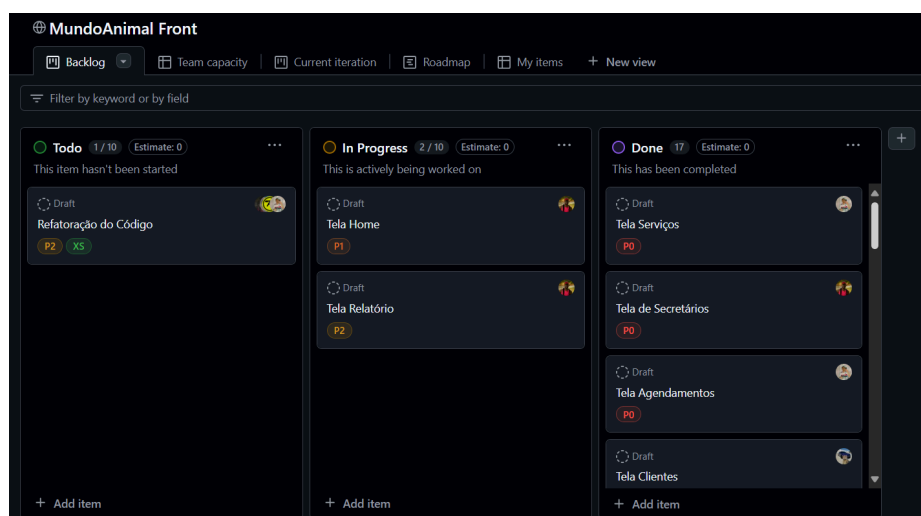 MundoAnimal Front
Backlog
Team capacity
Current iteration
Roadmap
My items
+ New view
Filter by keyword or by field
Todo 1 / 10 Estimate: 0 ...
This item hasn't been started
Draft
Refatoração do Código
P2 XS
+ Add item
In Progress 2 / 10 Estimate: 0 ...
This is actively being worked on
Draft
Tela Home
P1
Draft
Tela Relatório
P2
+ Add item
Done 17 Estimate: 0 ...
This has been completed
Draft
Tela Serviços
P0
Draft
Tela de Secretários
P0
Draft
Tela Agendamentos
P0
Draft
Tela Clientes
+ Add item
+